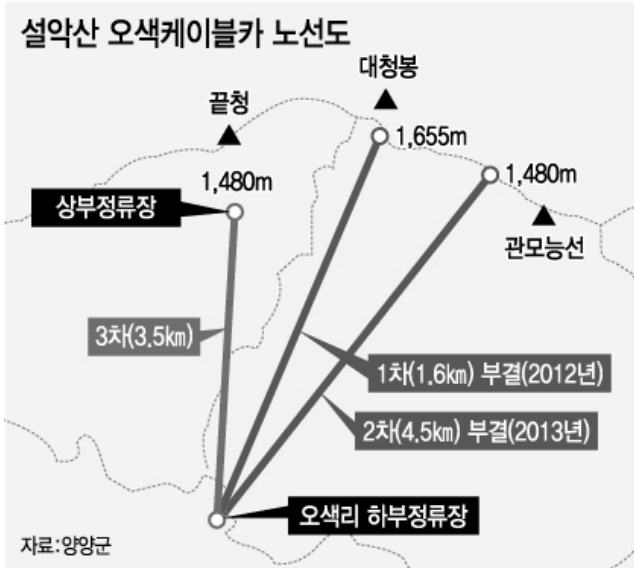 설악산 오색케이블카 노선도
대청봉
끝청
1,655m
1,480m
1,480m
상부정류장
관모능선
3차(3.5㎞)
1차(1.6㎞) 부결(2012년)
2차(4.5㎞) 부결(2013년)
오색리 하부정류장
자료:양양군